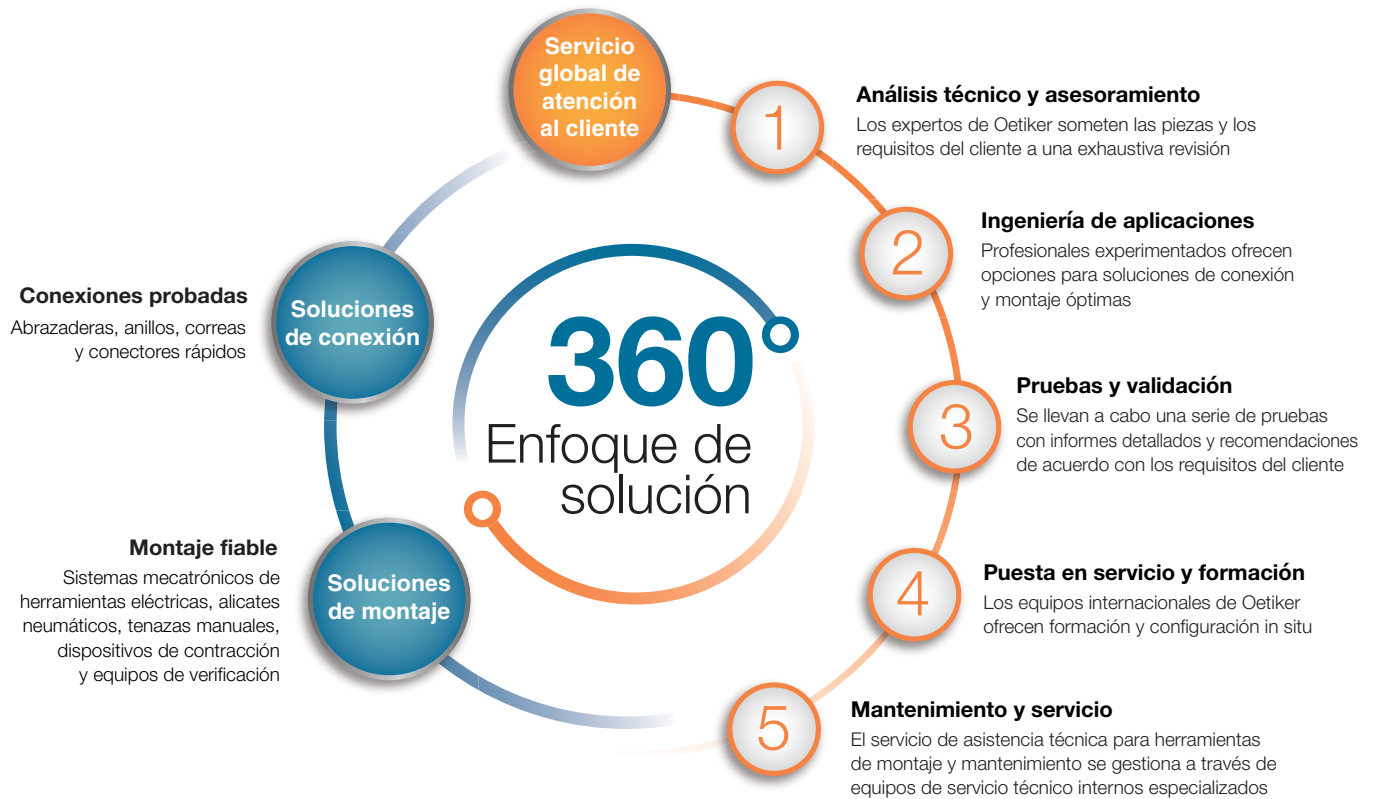 Servicio
global de
atención
al cliente
1
Análisis técnico y asesoramiento
Los expertos de Oetiker someten las piezas y los
requisitos del cliente a una exhaustiva revisión
2
Ingeniería de aplicaciones
Profesionales experimentados ofrecen
opciones para soluciones de conexión
y montaje óptimas
3
Pruebas y validación
Se llevan a cabo una serie de pruebas
con informes detallados y recomendaciones
de acuerdo con los requisitos del cliente
4
Puesta en servicio y formación
Los equipos internacionales de Oetiker
ofrecen formación y configuración in situ
5
Mantenimiento y servicio
El servicio de asistencia técnica para herramientas
de montaje y mantenimiento se gestiona a través de
equipos de servicio técnico internos especializados
Soluciones
de conexión
Conexiones probadas
Abrazaderas, anillos, correas
y conectores rápidos
Soluciones
de montaje
Montaje fiable
Sistemas mecatrónicos de
herramientas eléctricas, alicates
neumáticos, tenazas manuales,
dispositivos de contracción
y equipos de verificación
360°
Enfoque de
solución